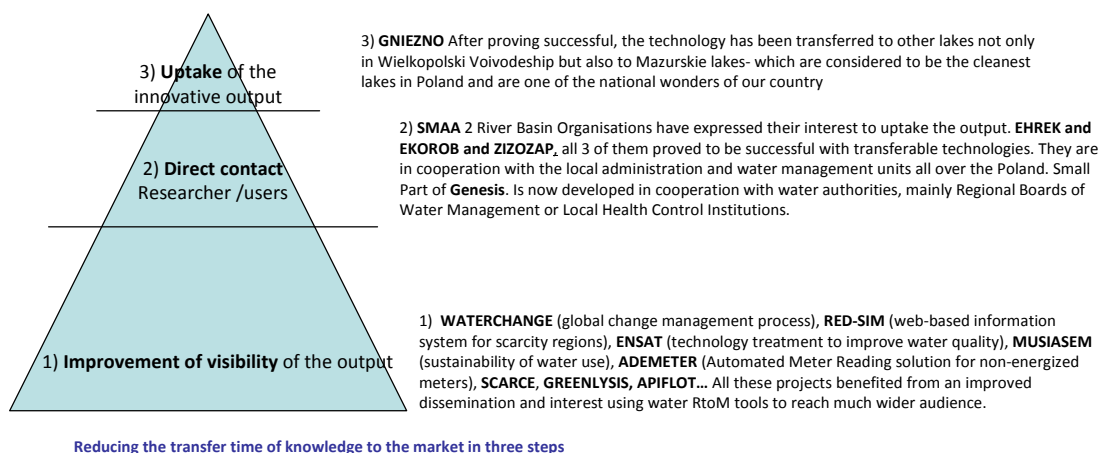 3) Uptake of the
innovative output
3) GNIEZNO After proving successful, the technology has been transferred to other lakes not only
in Wielkopolski Voivodeship but also to Mazurskie lakes- which are considered to be the cleanest
lakes in Poland and are one of the national wonders of our country
2) Direct contact
Researcher /users
2) SMAA 2 River Basin Organisations have expressed their interest to uptake the output. EHREK and
EKOROB and ZIZOZAP, all 3 of them proved to be successful with transferable technologies. They are
in cooperation with the local administration and water management units all over the Poland. Small
Part of Genesis. Is now developed in cooperation with water authorities, mainly Regional Boards of
Water Management or Local Health Control Institutions.
1) Improvement of visibility of the output
1) WATERCHANGE (global change management process), RED-SIM (web-based information
system for scarcity regions), ENSAT (technology treatment to improve water quality), MUSIASEM
(sustainability of water use), ADEMETER (Automated Meter Reading solution for non-energized
meters), SCARCE, GREENLYSIS, APIFLOT… All these projects benefited from an improved
dissemination and interest using water RtoM tools to reach much wider audience.
Reducing the transfer time of knowledge to the market in three steps